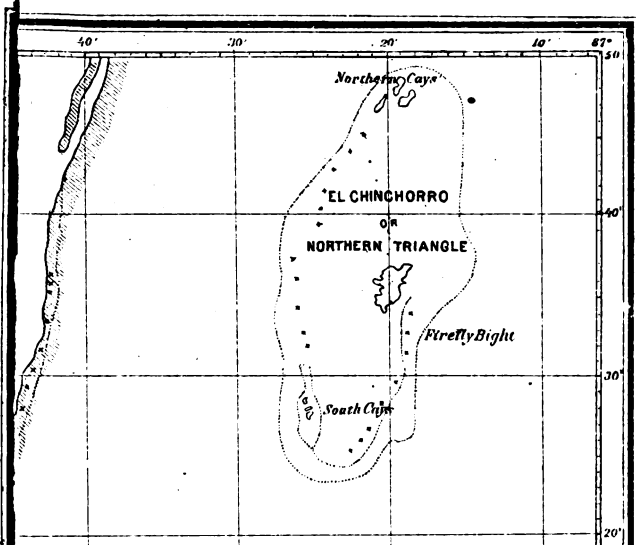 40' 30' 20' 10' 87°
50
Northern Cays
EL CHINCHORRO
40'
OR
NORTHERN TRIANGLE
Firefly Bight
30'
South Cays
20'